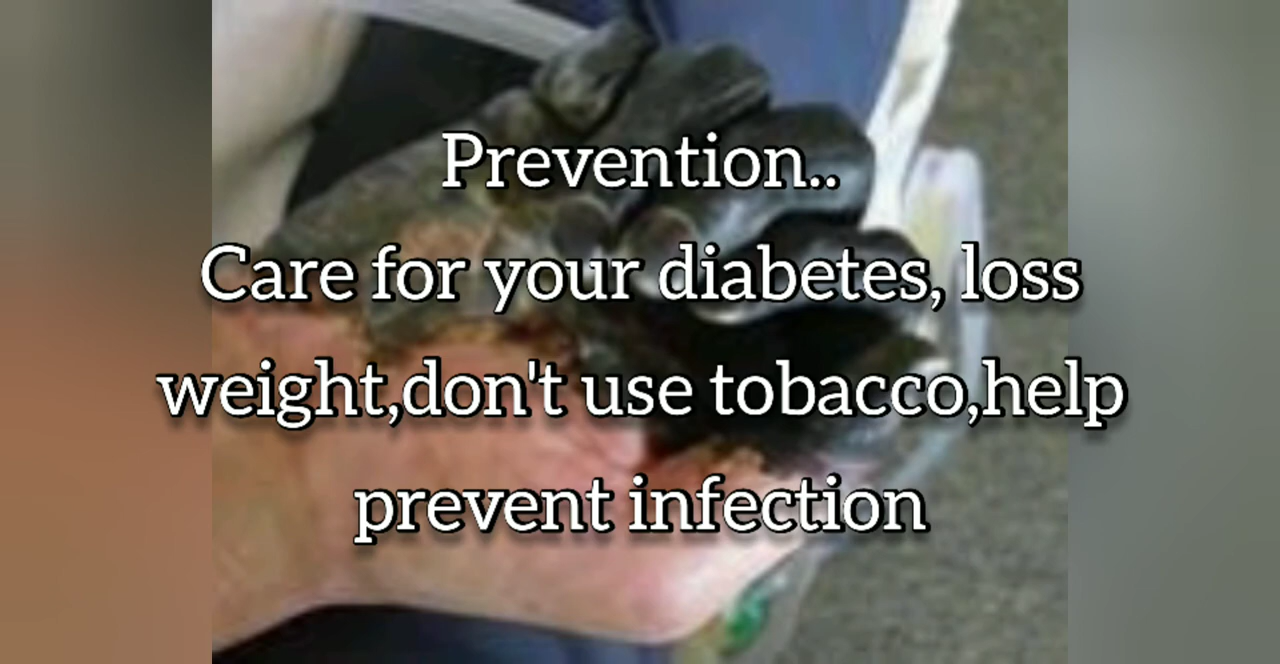 Prevention..
Care for your diabetes, loss
weight,don't use tobacco,help
prevent infection